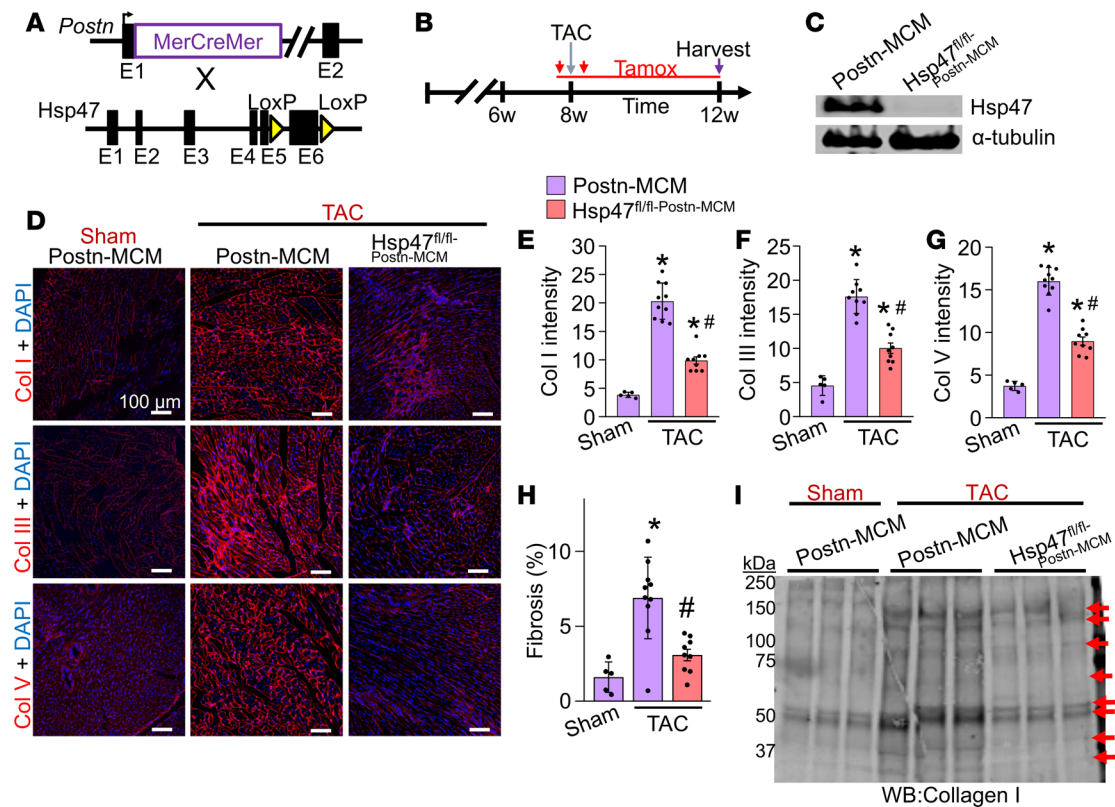 A
Postn
MerCreMer
E1
E2
X
Hsp47
LoxP
LoxP
E1
E2
E3
E4
E5
E6
B
TAC
Harvest
Tamox
Time
6w
8w
12w
C
Postn-MCM
Hsp47fl/fl-
Postn-MCM
Hsp47
α-tubulin
Postn-MCM
Hsp47fl/fl-Postn-MCM
D
TAC
Sham
Postn-MCM
Postn-MCM
Hsp47fl/fl-
Postn-MCM
Col I + DAPI
100 µm
Col III + DAPI
Col V + DAPI
E
Col I intensity
30
25
20
15
10
5
0
*
* #
Sham
TAC
F
Col III intensity
25
20
15
10
5
0
*
* #
Sham
TAC
G
Col V intensity
20
15
10
5
0
*
* #
Sham
TAC
H
Fibrosis (%)
10
5
0
*
#
Sham
TAC
I
Sham
TAC
Postn-MCM
Postn-MCM
Hsp47fl/fl-
Postn-MCM
kDa
250
150
100
75
50
37
WB:Collagen I